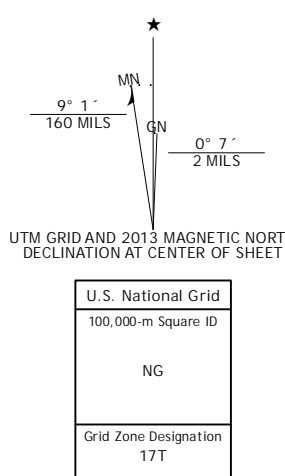 ★
MN
GN
9° 1´
160 MILS
0° 7´
2 MILS
UTM GRID AND 2013 MAGNETIC NORT
DECLINATION AT CENTER OF SHEET
U.S. National Grid
100,000-m Square ID
NG
Grid Zone Designation
17T